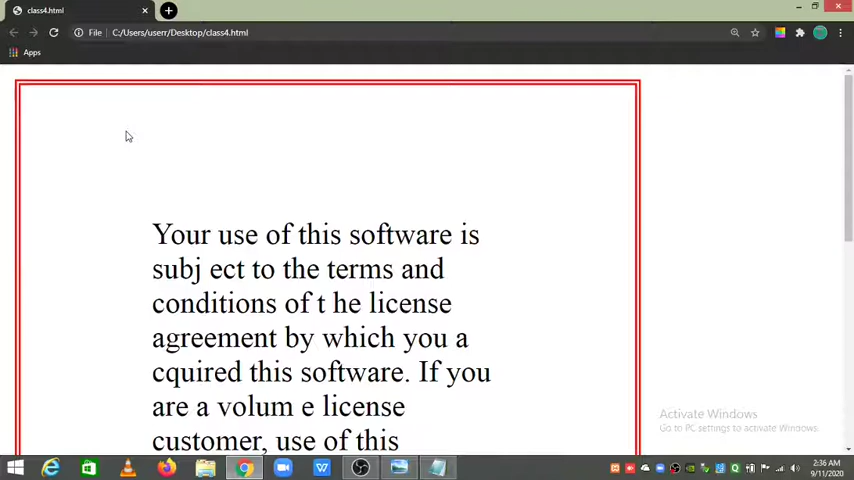 class4.html
File
C:/Users/userr/Desktop/class4.html
Apps
Your use of this software is
subj ect to the terms and
conditions of t he license
agreement by which you a
cquired this software. If you
are a volum e license
customer, use of this
Activate Windows
Go to PC settings to activate Windows.
2:36 AM
9/11/2020